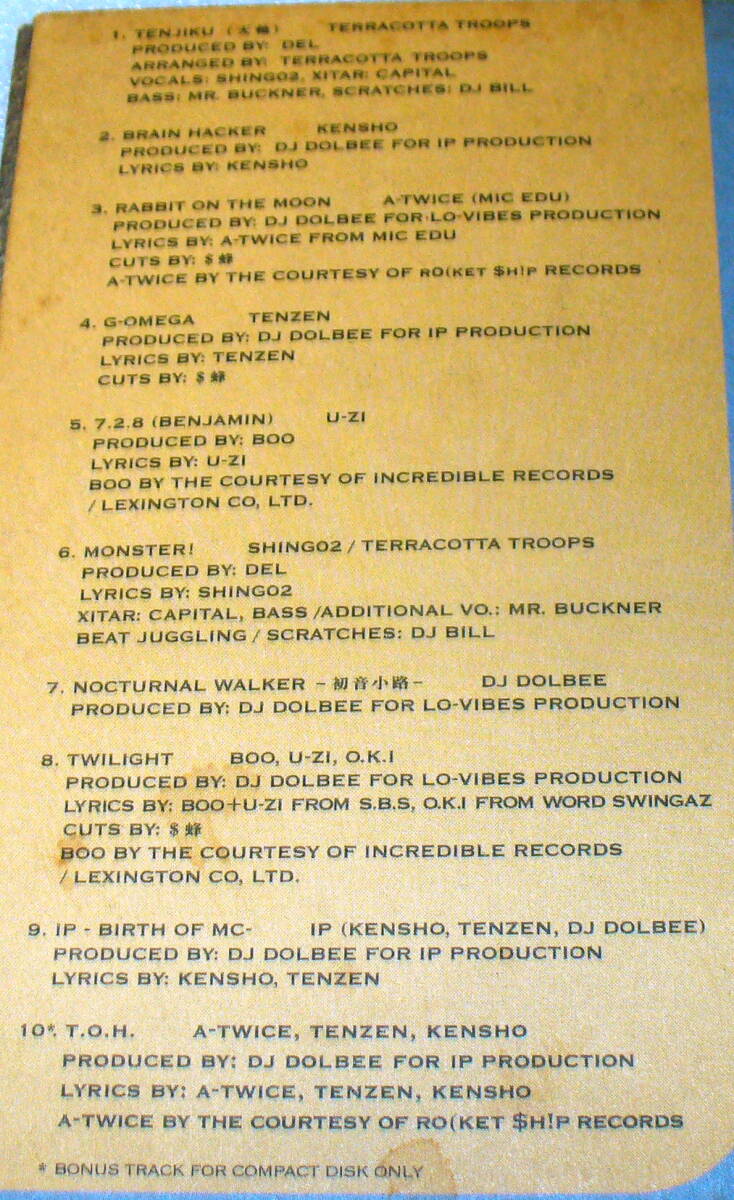 1. TENJIKU TERRACOTTA TROOPS
PRODUCED BY: DEL
ARRANGED BY: TERRACOTTA TROOPS
VOCALS: SHING02, XITAR: CAPITAL
BASS: MR. BUCKNER, SCRATCHES: DJ BILL
2. BRAIN HACKER KENSHO
PRODUCED BY: DJ DOLBEE FOR IP PRODUCTION
LYRICS BY: KENSHO
3. RABBIT ON THE MOON A-TWICE (MIC EDU)
PRODUCED BY: DJ DOLBEE FOR LO-VIBES PRODUCTION
LYRICS BY: A-TWICE FROM MIC EDU
CUTS BY: $ 蜂
A-TWICE BY THE COURTESY OF RO(KET $H!P RECORDS
4. G-OMEGA TENZEN
PRODUCED BY: DJ DOLBEE FOR IP PRODUCTION
LYRICS BY: TENZEN
CUTS BY: $ 蜂
5. 7.2.8 (BENJAMIN) U-ZI
PRODUCED BY: BOO
LYRICS BY: U-ZI
BOO BY THE COURTESY OF INCREDIBLE RECORDS
/ LEXINGTON CO, LTD.
6. MONSTER! SHING02 / TERRACOTTA TROOPS
PRODUCED BY: DEL
LYRICS BY: SHING02
XITAR: CAPITAL, BASS /ADDITIONAL VO.: MR. BUCKNER
BEAT JUGGLING / SCRATCHES: DJ BILL
7. NOCTURNAL WALKER -初音小路- DJ DOLBEE
PRODUCED BY: DJ DOLBEE FOR LO-VIBES PRODUCTION
8. TWILIGHT BOO, U-ZI, O.K.I
PRODUCED BY: DJ DOLBEE FOR LO-VIBES PRODUCTION
LYRICS BY: BOO+U-ZI FROM S.B.S, O.K.I FROM WORD SWINGAZ
CUTS BY: $ 蜂
BOO BY THE COURTESY OF INCREDIBLE RECORDS
/ LEXINGTON CO, LTD.
9. IP - BIRTH OF MC- IP (KENSHO, TENZEN, DJ DOLBEE)
PRODUCED BY: DJ DOLBEE FOR IP PRODUCTION
LYRICS BY: KENSHO, TENZEN
10*. T.O.H. A-TWICE, TENZEN, KENSHO
PRODUCED BY: DJ DOLBEE FOR IP PRODUCTION
LYRICS BY: A-TWICE, TENZEN, KENSHO
A-TWICE BY THE COURTESY OF RO(KET $H!P RECORDS
* BONUS TRACK FOR COMPACT DISK ONLY